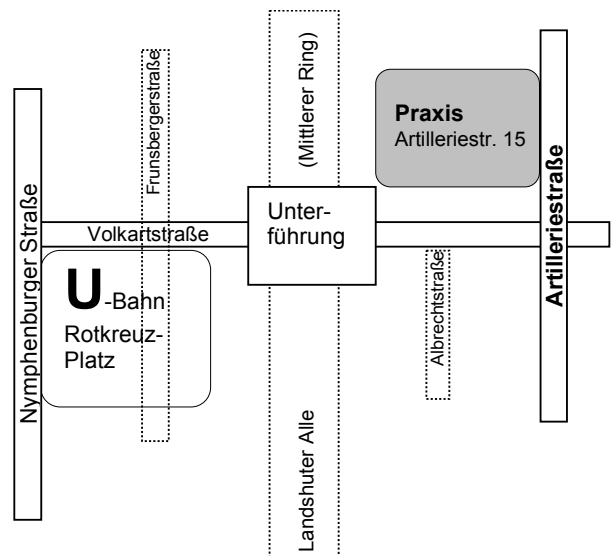 Frunsbergerstraße
(Mittlerer Ring)
Praxis
Artilleriestr. 15
Nymphenburger Straße
Unter-
führung
Artilleriestraße
Volkartstraße
U-Bahn
Rotkreuz-
Platz
Albrechtstraße
Landshuter Alle